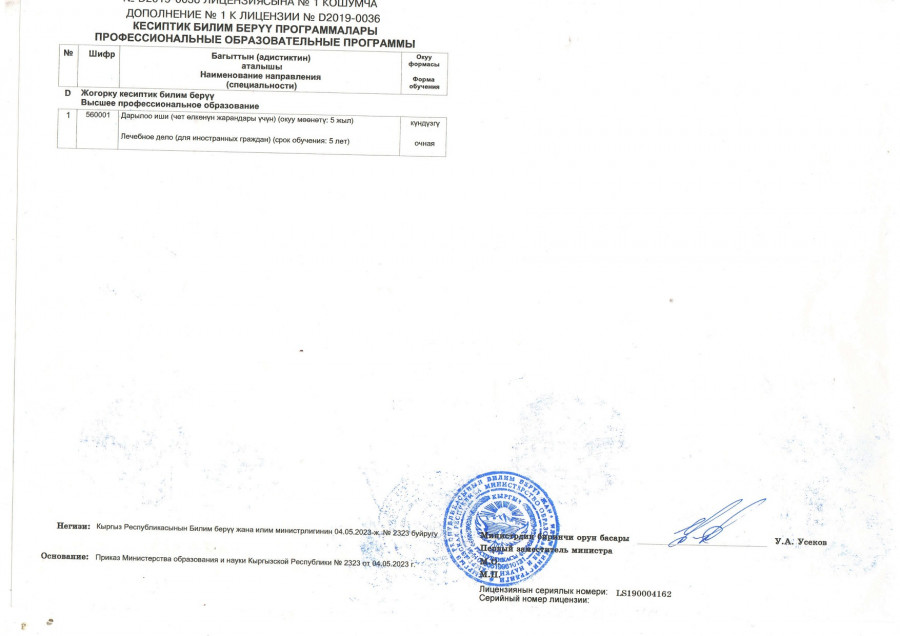 № D2019-0036 ЛИЦЕНЗИЯСЫНА № 1 КОШУМЧА
ДОПОЛНЕНИЕ № 1 К ЛИЦЕНЗИИ № D2019-0036
КЕСИПТИК БИЛИМ БЕРҮҮ ПРОГРАММАЛАРЫ
ПРОФЕССИОНАЛЬНЫЕ ОБРАЗОВАТЕЛЬНЫЕ ПРОГРАММЫ
№ Шифр Багыттын (адистиктин) Окуу
аталышы формасы
Наименование направления Форма
(специальности) обучения
D Жогорку кесиптик билим берүү
Высшее профессиональное образование
1 560001 Дарылоо иши (чет өлкөнүн жарандары үчүн) (окуу мөөнөтү: 5 жыл) күндүзгү
Лечебное дело (для иностранных граждан) (срок обучения: 5 лет) очная
Негизи: Кыргыз Республикасынын Билим берүү жана илим министрлигинин 04.05.2023-ж. № 2323 буйругу
Министрдин биринчи орун басары У.А. Усеков
Первый заместитель министра
Основание: Приказ Министерства образования и науки Кыргызской Республики № 2323 от 04.05.2023 г.
М.П.
Лицензиянын сериялык номери: LS190004162
Серийный номер лицензии: